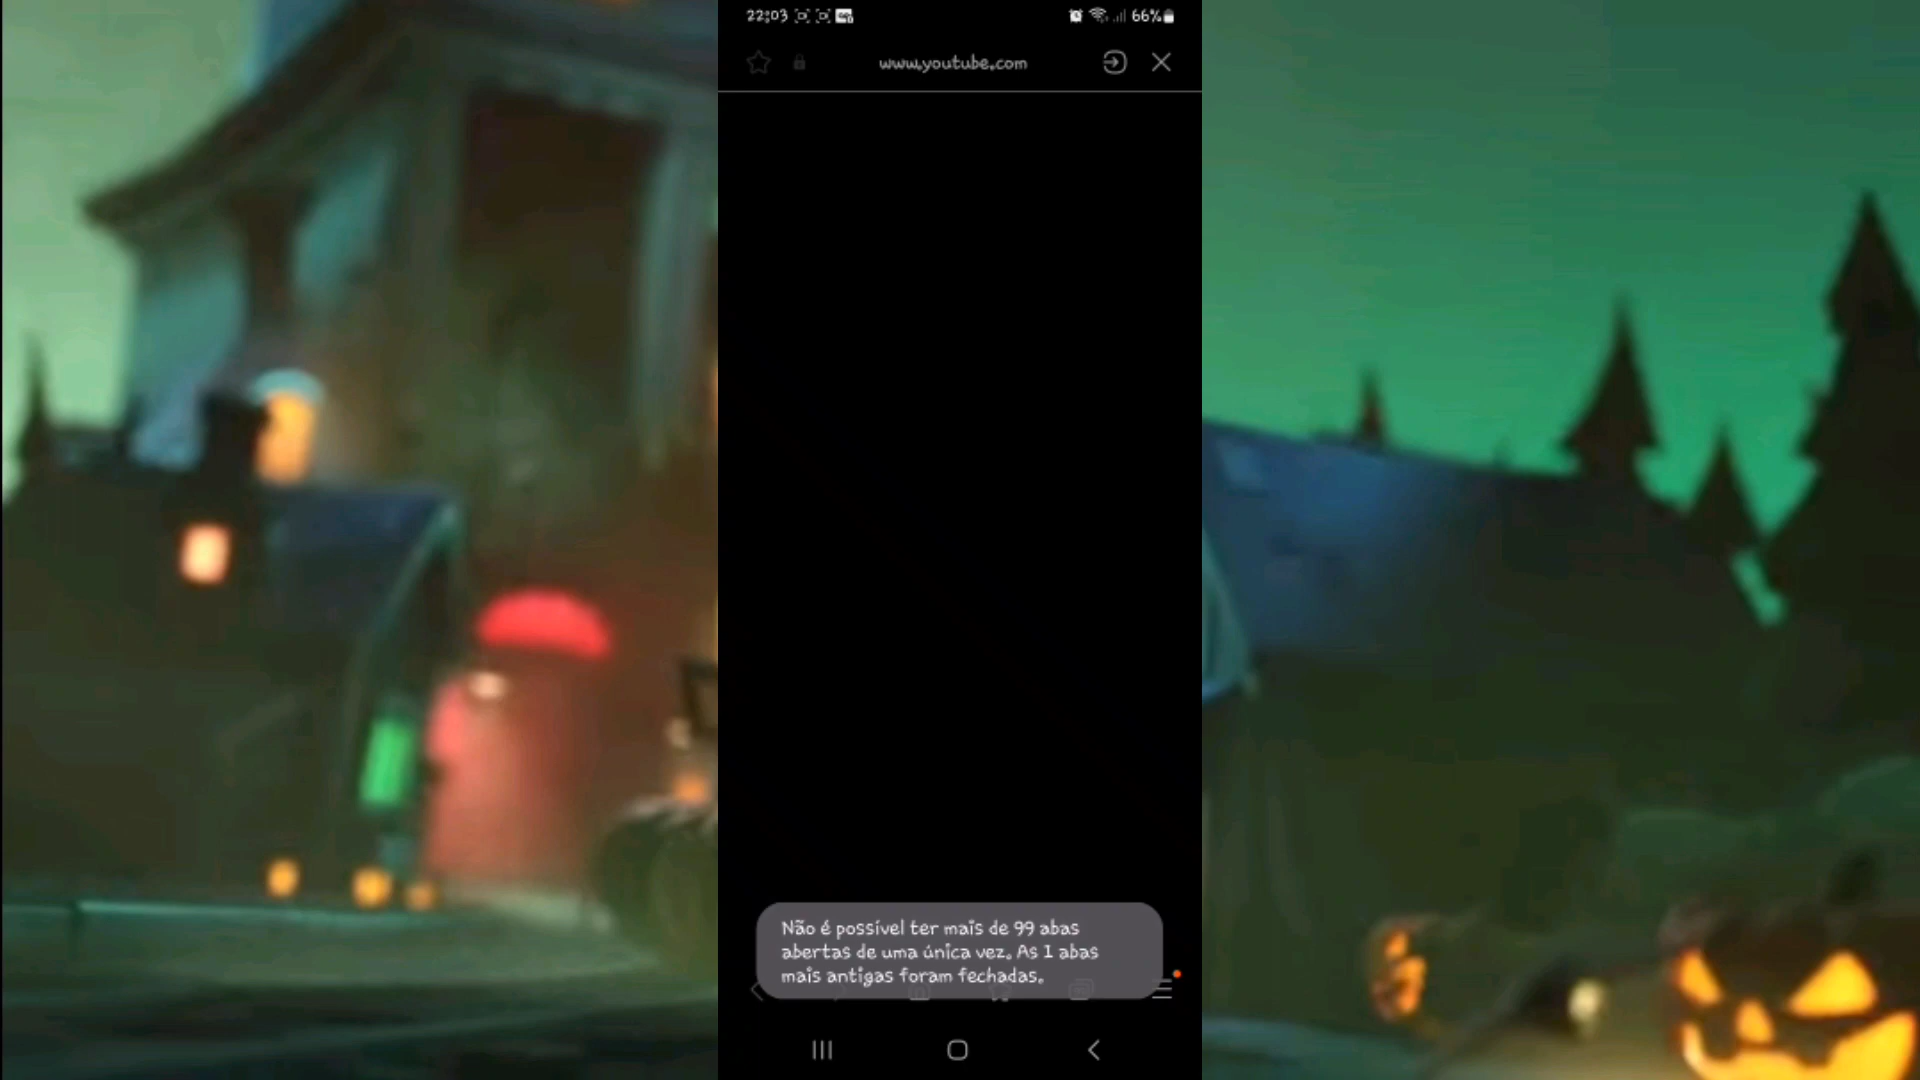 22:03 66%
www.youtube.com
Não é possível ter mais de 99 abas
abertas de uma única vez. As 1 abas
mais antigas foram fechadas.